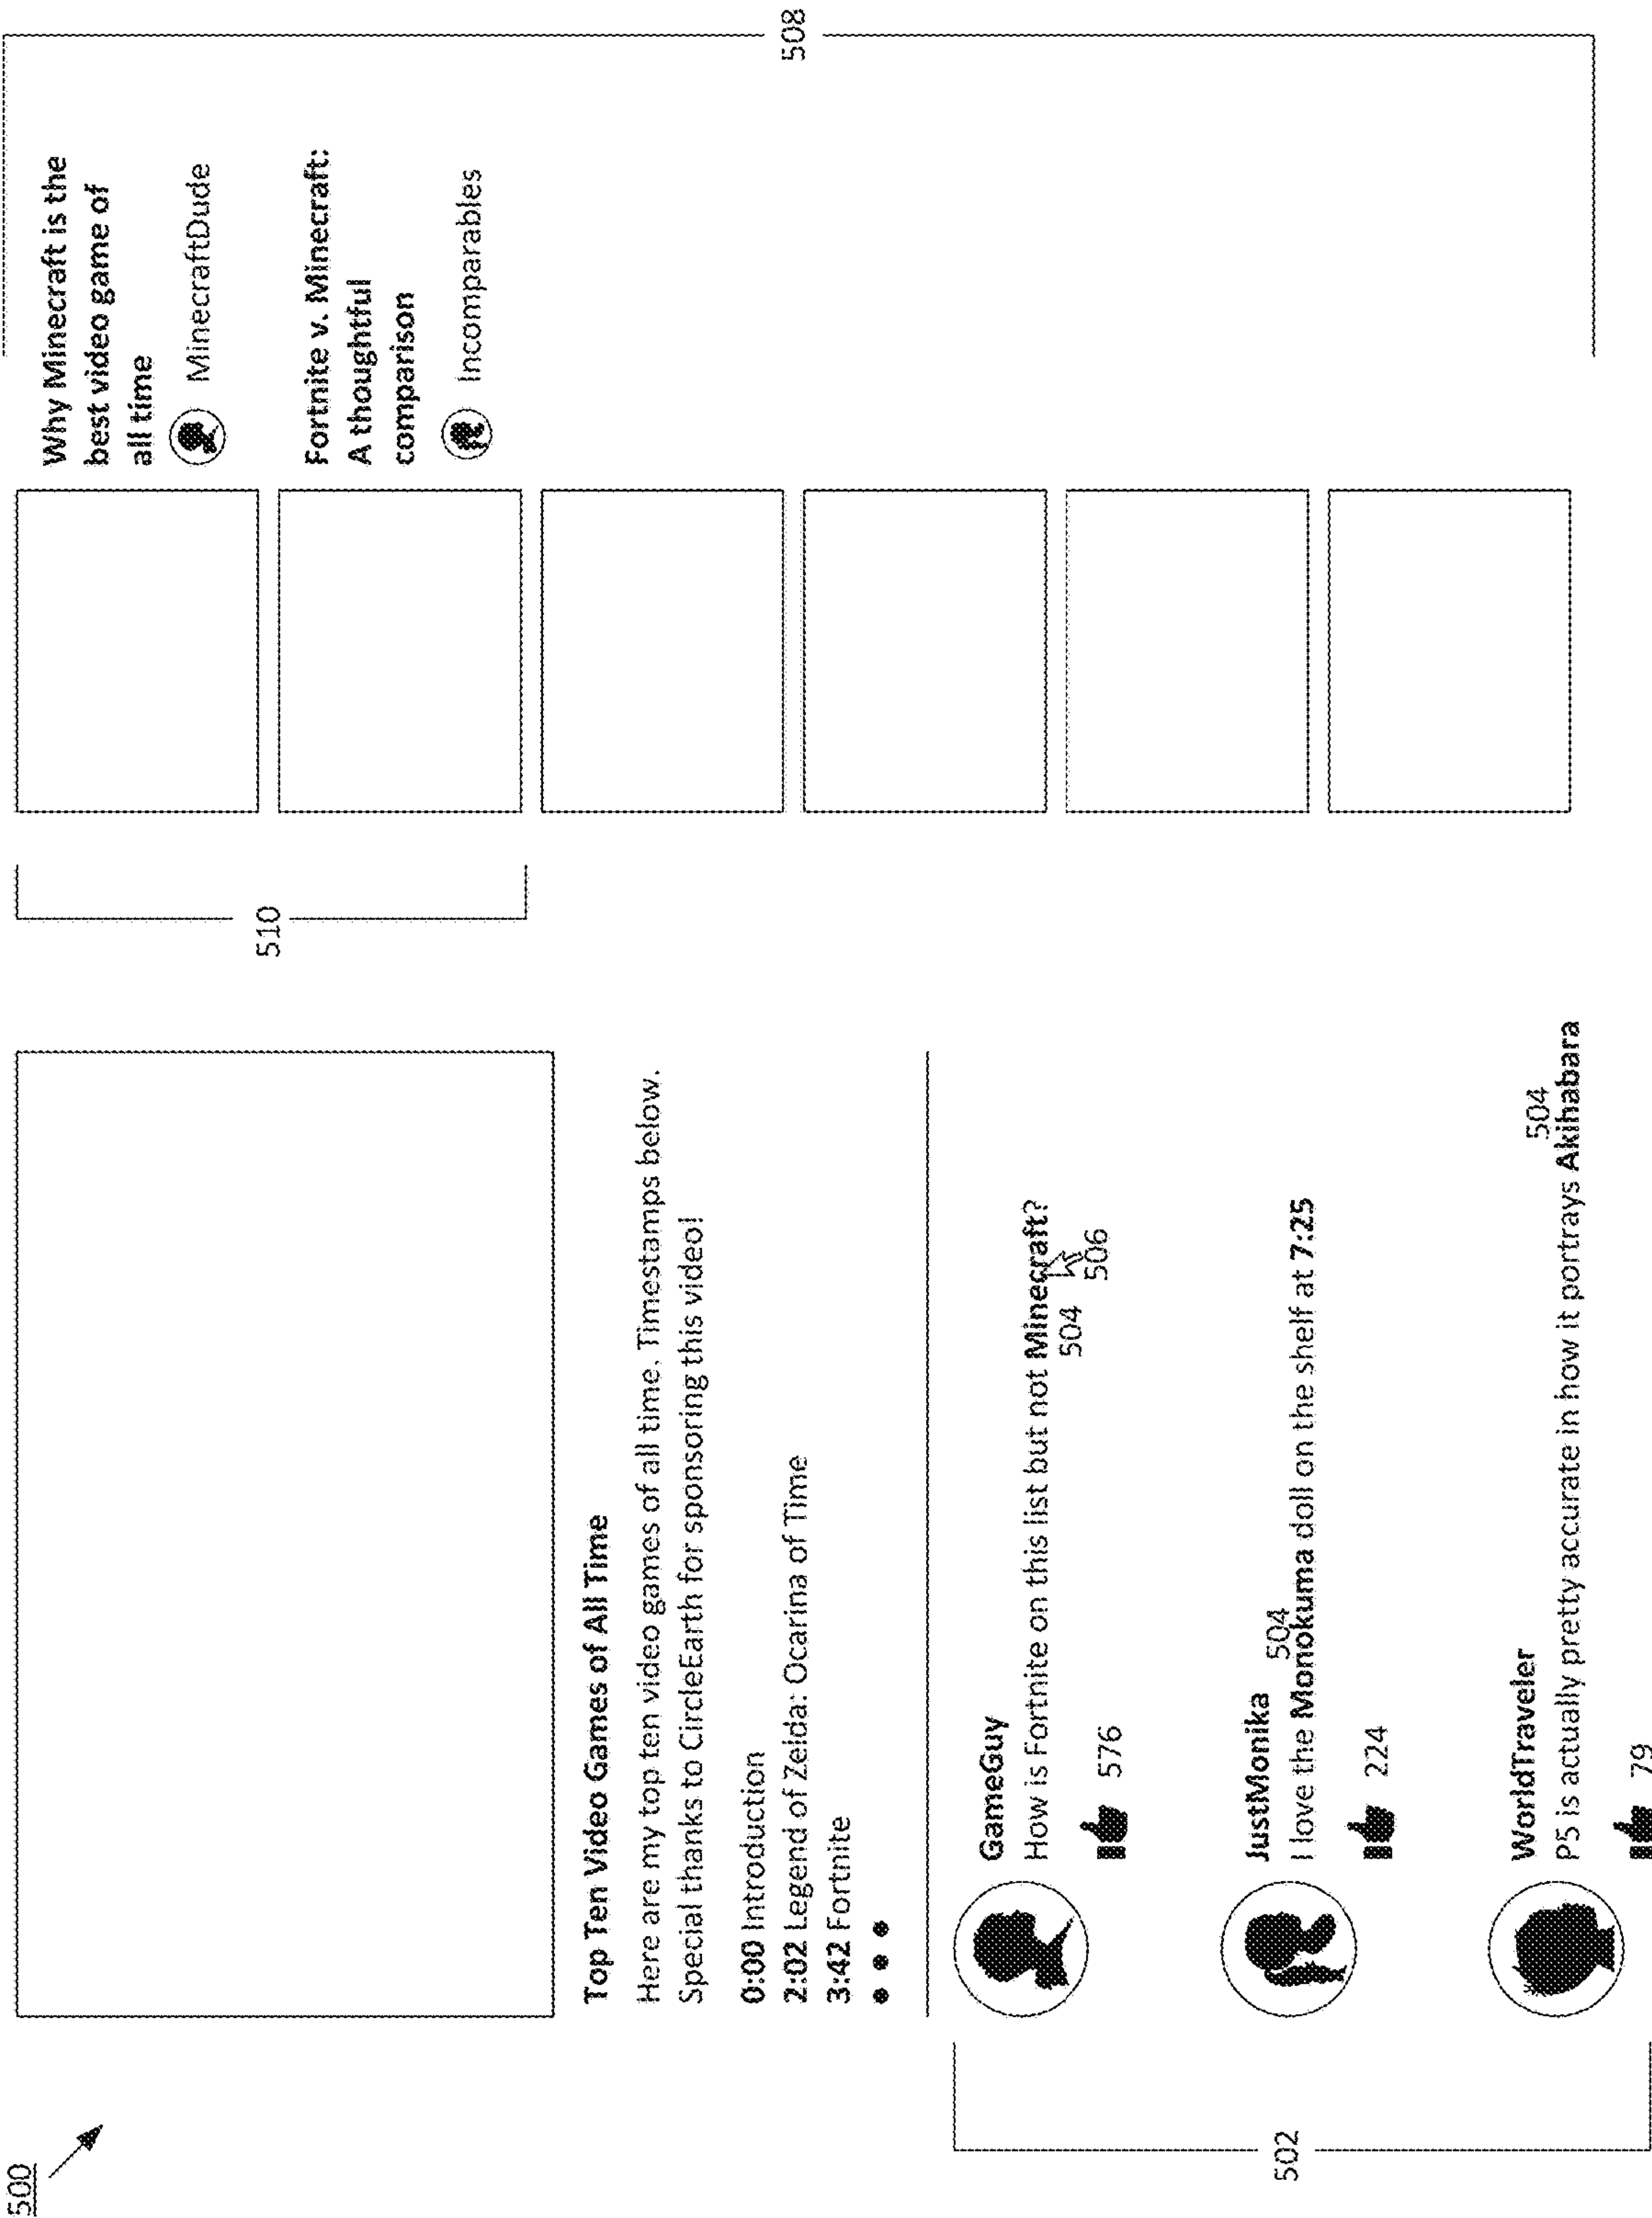 500
Top Ten Video Games of All Time
Here are my top ten video games of all time. Timestamps below.
Special thanks to CircleEarth for sponsoring this video!
0:00 Introduction
2:02 Legend of Zelda: Ocarina of Time
3:42 Fortnite
502
GameGuy
How is Fortnite on this list but not Minecraft?
504
506
576
JustMonika
504
I love the Monokuma doll on the shelf at 7:25
224
WorldTraveler
504
P5 is actually pretty accurate in how it portrays Akihabara
79
510
Why Minecraft is the
best video game of
all time
MinecraftDude
Fortnite v. Minecraft:
A thoughtful
comparison
Incomparables
508